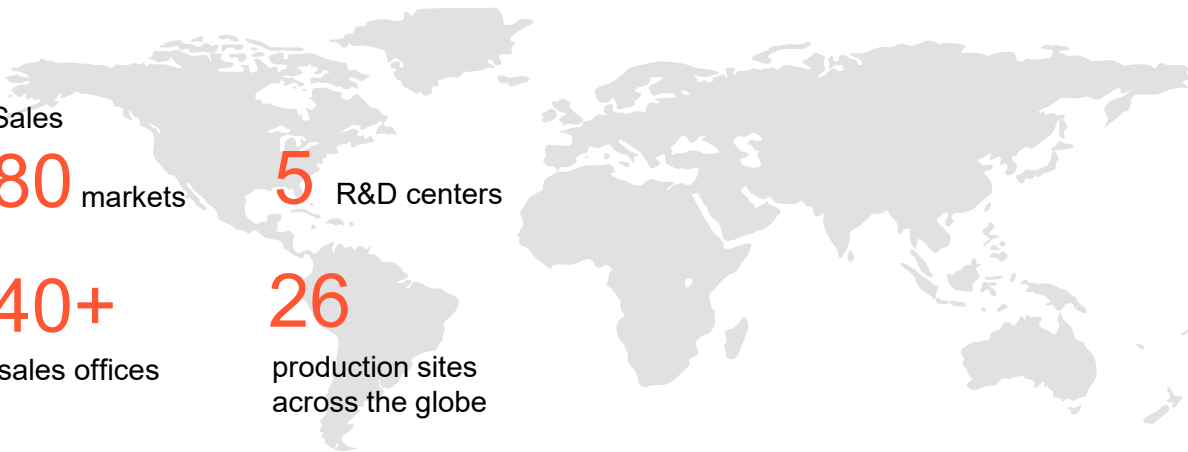 Sales
80 markets
5 R&D centers
40+
sales offices
26
production sites
across the globe